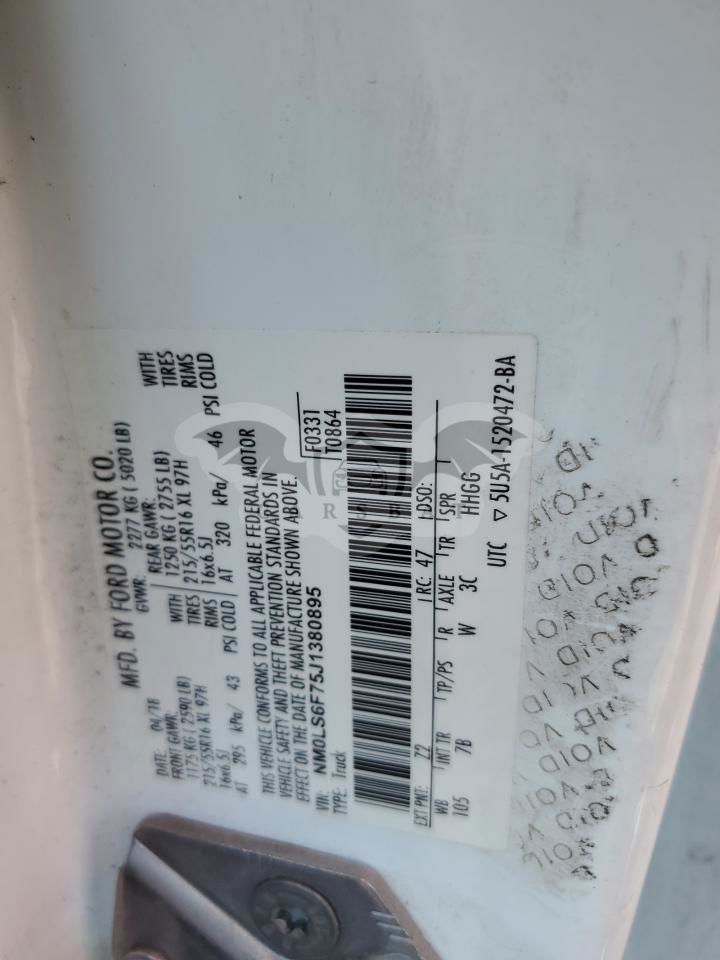 MFD. BY FORD MOTOR CO.
DATE: 04/18
GVWR: 2277 KG ( 5020 LB)
FRONT GAWR:
1175 KG ( 2590 LB)
215/55R16 XL 97H
16x6.5J
AT 295 kPa/ 43 PSI COLD
WITH
TIRES
RIMS
REAR GAWR:
1250 KG ( 2755 LB)
215/55R16 XL 97H
16x6.5J
AT 320 kPa/ 46 PSI COLD
WITH
TIRES
RIMS
THIS VEHICLE CONFORMS TO ALL APPLICABLE FEDERAL MOTOR
VEHICLE SAFETY AND THEFT PREVENTION STANDARDS IN
EFFECT ON THE DATE OF MANUFACTURE SHOWN ABOVE.
VIN: NM0LS6F75J1380895
TYPE: Truck
F0331
T0864
EXT PNT: Z2 RC: 47 DSO:
WB INT TR TP/PS R AXLE TR SPR
105 7B W 3C HHGG
UTC ▽ 5U5A-1520472-BA
VOID
VOID
VOID
VOID